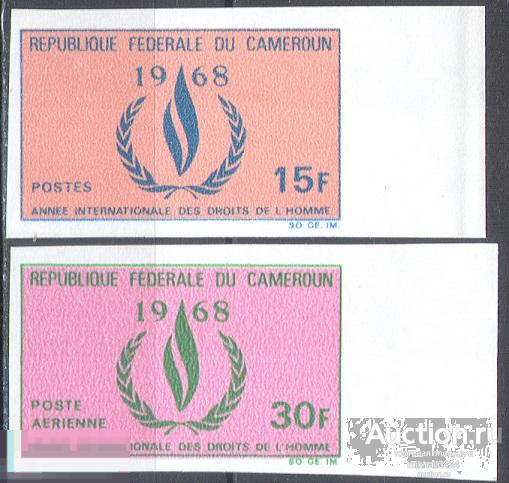 REPUBLIQUE FEDERALE DU CAMEROUN
1968
POSTES
15F
ANNEE INTERNATIONALE DES DROITS DE L'HOMME
SO.GE.IM.
REPUBLIQUE FEDERALE DU CAMEROUN
1968
POSTE
AERIENNE
30F
ONALE DES DROITS DE L'HOMME
SO.GE.IM.
Auction.ru